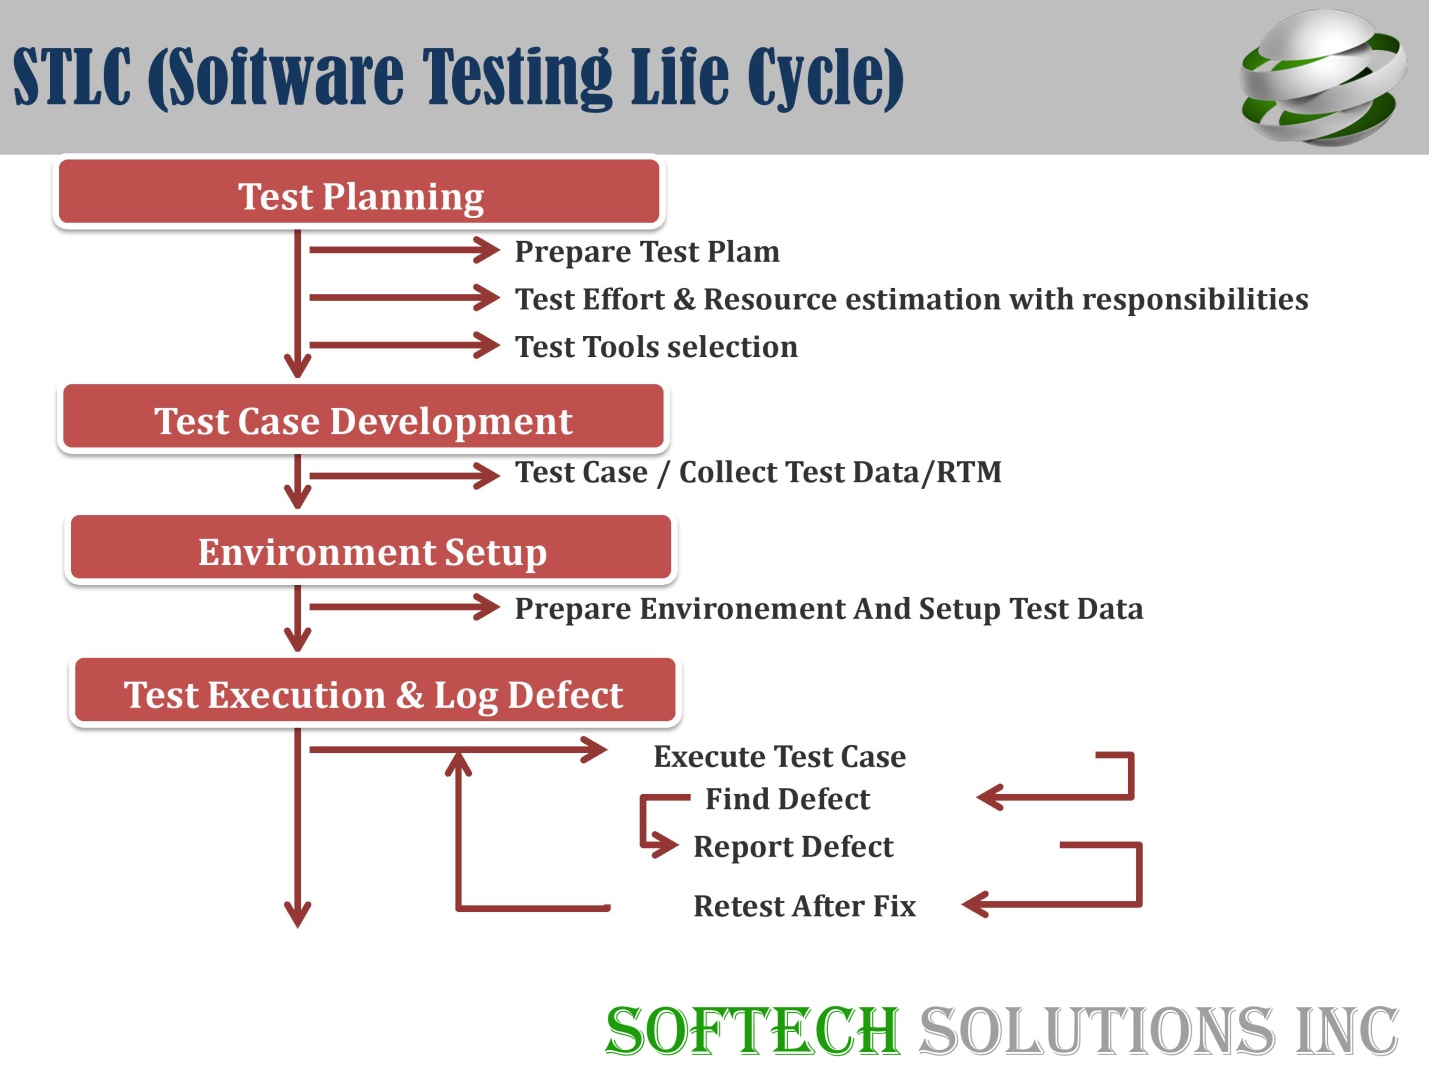 STLC (Software Testing Life Cycle)
Test Planning
Prepare Test Plam
Test Effort & Resource estimation with responsibilities
Test Tools selection
Test Case Development
Test Case / Collect Test Data/RTM
Environment Setup
Prepare Environement And Setup Test Data
Test Execution & Log Defect
Execute Test Case
Find Defect
Report Defect
Retest After Fix
SOFTECH SOLUTIONS INC